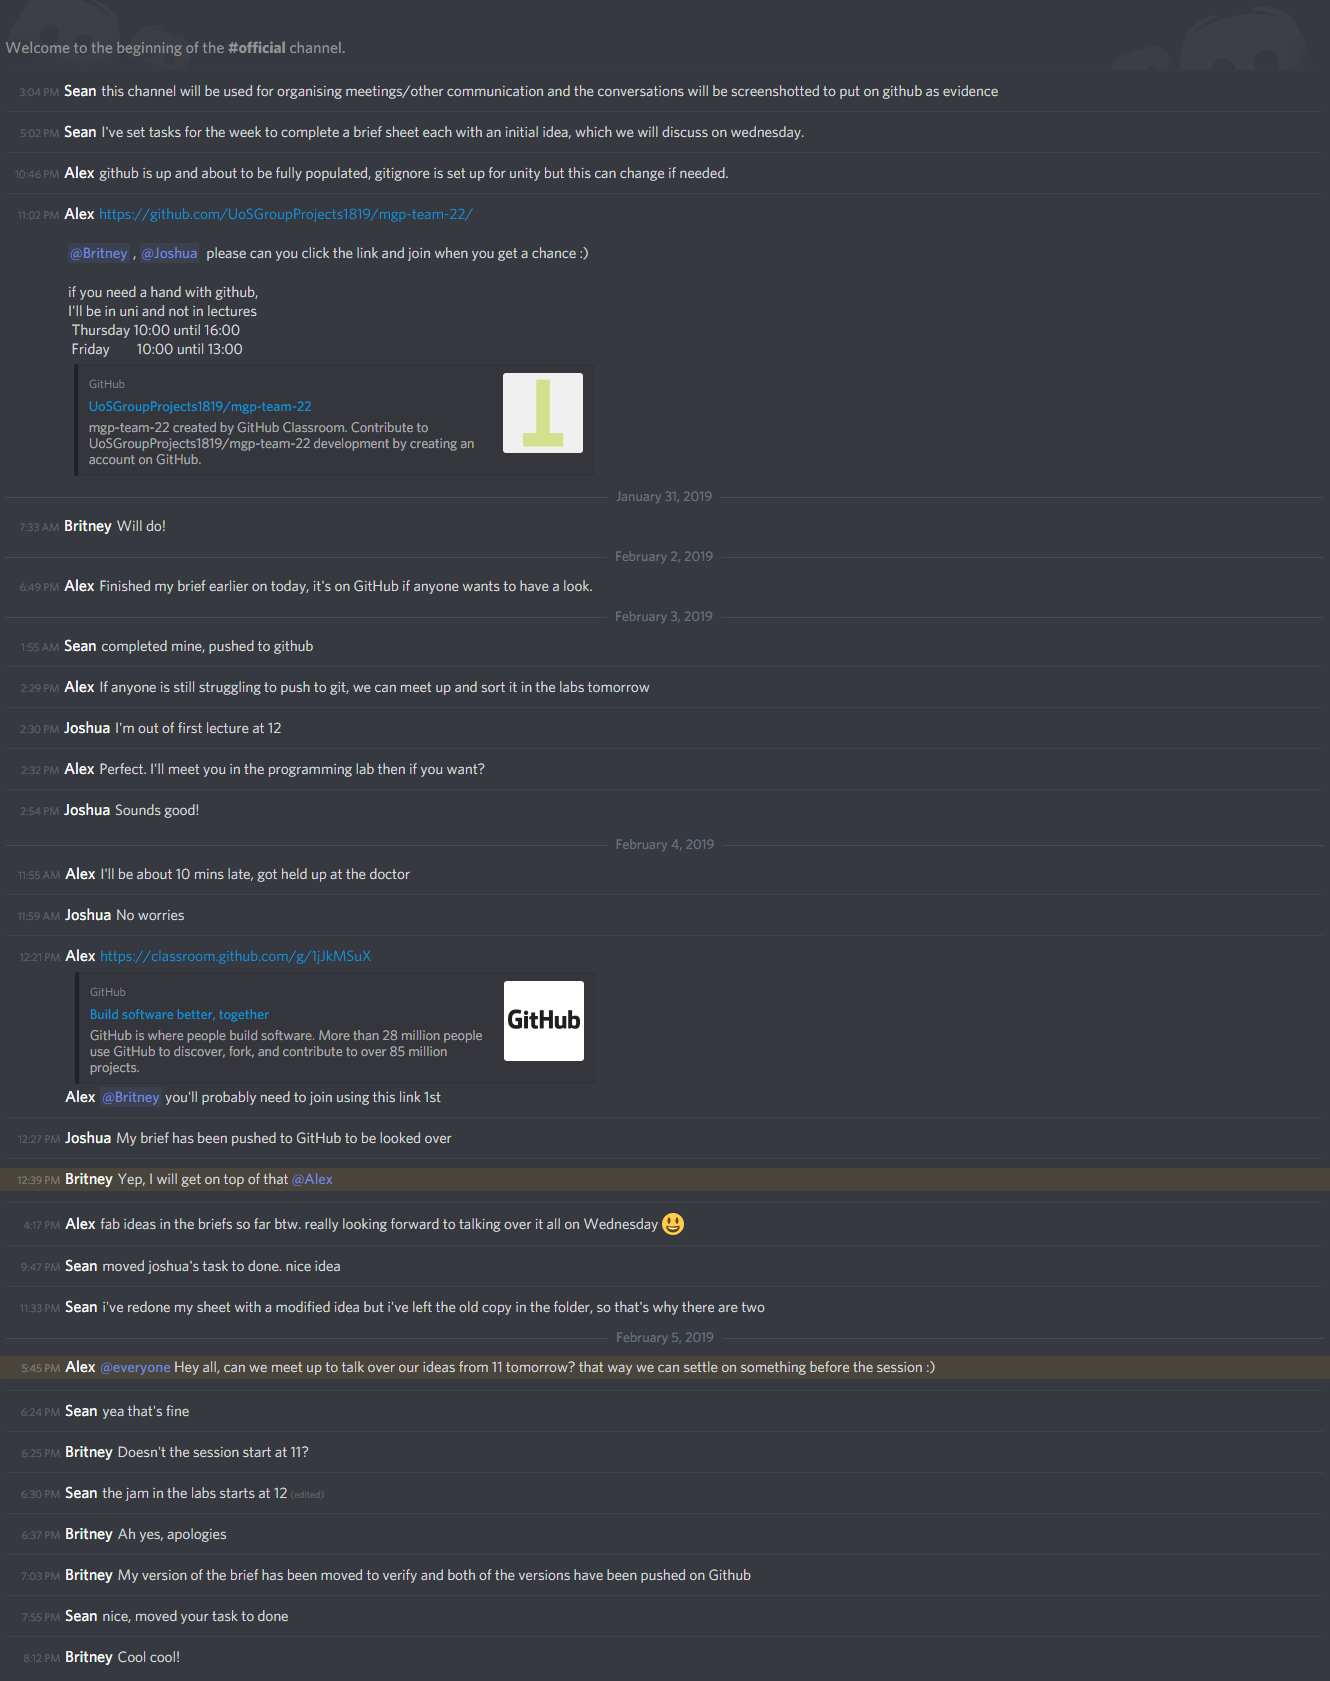 Welcome to the beginning of the #official channel.
3:04 PM Sean this channel will be used for organising meetings/other communication and the conversations will be screenshotted to put on github as evidence
5:02 PM Sean I've set tasks for the week to complete a brief sheet each with an initial idea, which we will discuss on wednesday.
10:46 PM Alex github is up and about to be fully populated, gitignore is set up for unity but this can change if needed.
11:02 PM Alex https://github.com/UoSGroupProjects1819/mgp-team-22/
@Britney , @Joshua please can you click the link and join when you get a chance :)
if you need a hand with github,
I'll be in uni and not in lectures
Thursday 10:00 until 16:00
Friday 10:00 until 13:00
GitHub
UoSGroupProjects1819/mgp-team-22
mgp-team-22 created by GitHub Classroom. Contribute to
UoSGroupProjects1819/mgp-team-22 development by creating an
account on GitHub.
January 31, 2019
7:33 AM Britney Will do!
February 2, 2019
6:49 PM Alex Finished my brief earlier on today, it's on GitHub if anyone wants to have a look.
February 3, 2019
1:55 AM Sean completed mine, pushed to github
2:29 PM Alex If anyone is still struggling to push to git, we can meet up and sort it in the labs tomorrow
2:30 PM Joshua I'm out of first lecture at 12
2:32 PM Alex Perfect. I'll meet you in the programming lab then if you want?
2:54 PM Joshua Sounds good!
February 4, 2019
11:55 AM Alex I'll be about 10 mins late, got held up at the doctor
11:59 AM Joshua No worries
12:21 PM Alex https://classroom.github.com/g/1jJkMSuX
GitHub
Build software better, together
GitHub is where people build software. More than 28 million people
use GitHub to discover, fork, and contribute to over 85 million
projects.
GitHub
Alex @Britney you'll probably need to join using this link 1st
12:27 PM Joshua My brief has been pushed to GitHub to be looked over
12:39 PM Britney Yep, I will get on top of that @Alex
4:17 PM Alex fab ideas in the briefs so far btw. really looking forward to talking over it all on Wednesday 😃
9:47 PM Sean moved joshua's task to done. nice idea
11:33 PM Sean i've redone my sheet with a modified idea but i've left the old copy in the folder, so that's why there are two
February 5, 2019
5:45 PM Alex @everyone Hey all, can we meet up to talk over our ideas from 11 tomorrow? that way we can settle on something before the session :)
6:24 PM Sean yea that's fine
6:25 PM Britney Doesn't the session start at 11?
6:30 PM Sean the jam in the labs starts at 12 (edited)
6:37 PM Britney Ah yes, apologies
7:03 PM Britney My version of the brief has been moved to verify and both of the versions have been pushed on Github
7:55 PM Sean nice, moved your task to done
8:12 PM Britney Cool cool!